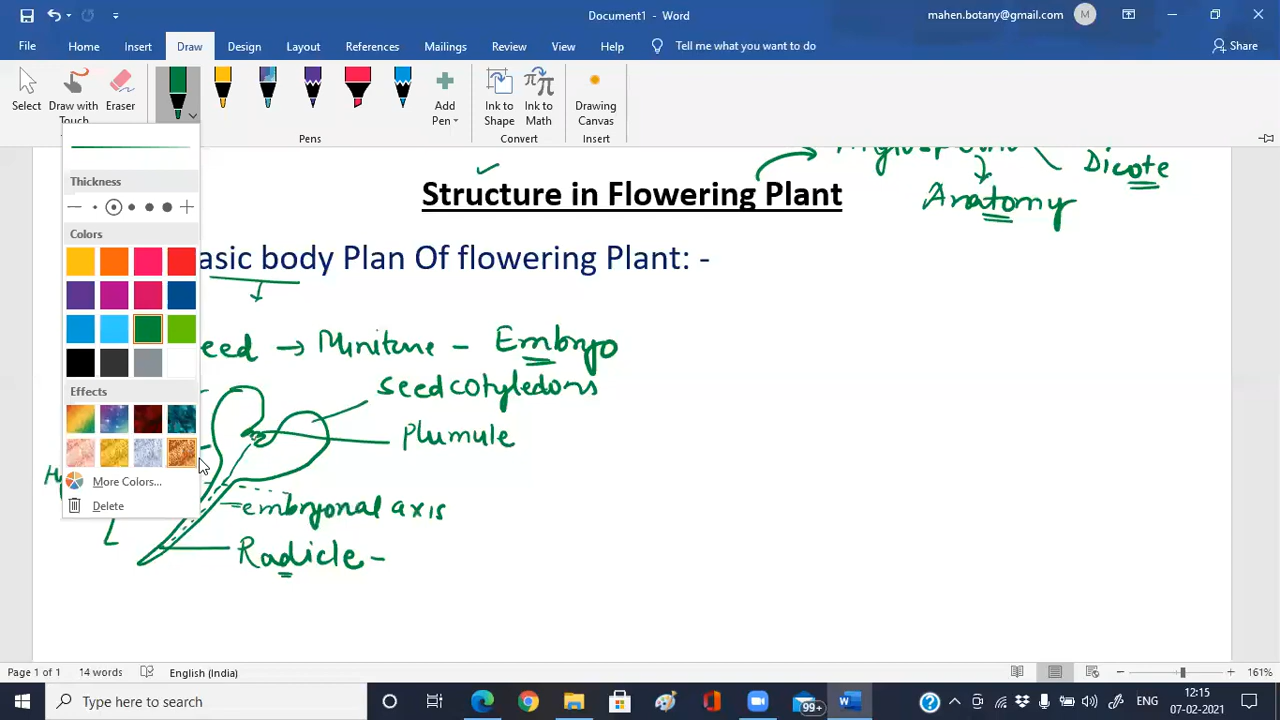 Document1 - Word
mahen.botany@gmail.com
M
File Home Insert Draw Design Layout References Mailings Review View Help Tell me what you want to do Share
Select
Draw with Touch
Eraser
Add Pen
Ink to Shape
Ink to Math
Drawing Canvas
Pens
Convert
Insert
Thickness
Colors
Effects
More Colors...
Delete
Dicote
Structure in Flowering Plant
Anatomy
asic body Plan Of flowering Plant: -
eed → Minitune – Embryo
seed cotyledons
Plumule
embryonal axis
Radicle -
Page 1 of 1 14 words English (India) 161%
Type here to search
99+
ENG
12:15
07-02-2021